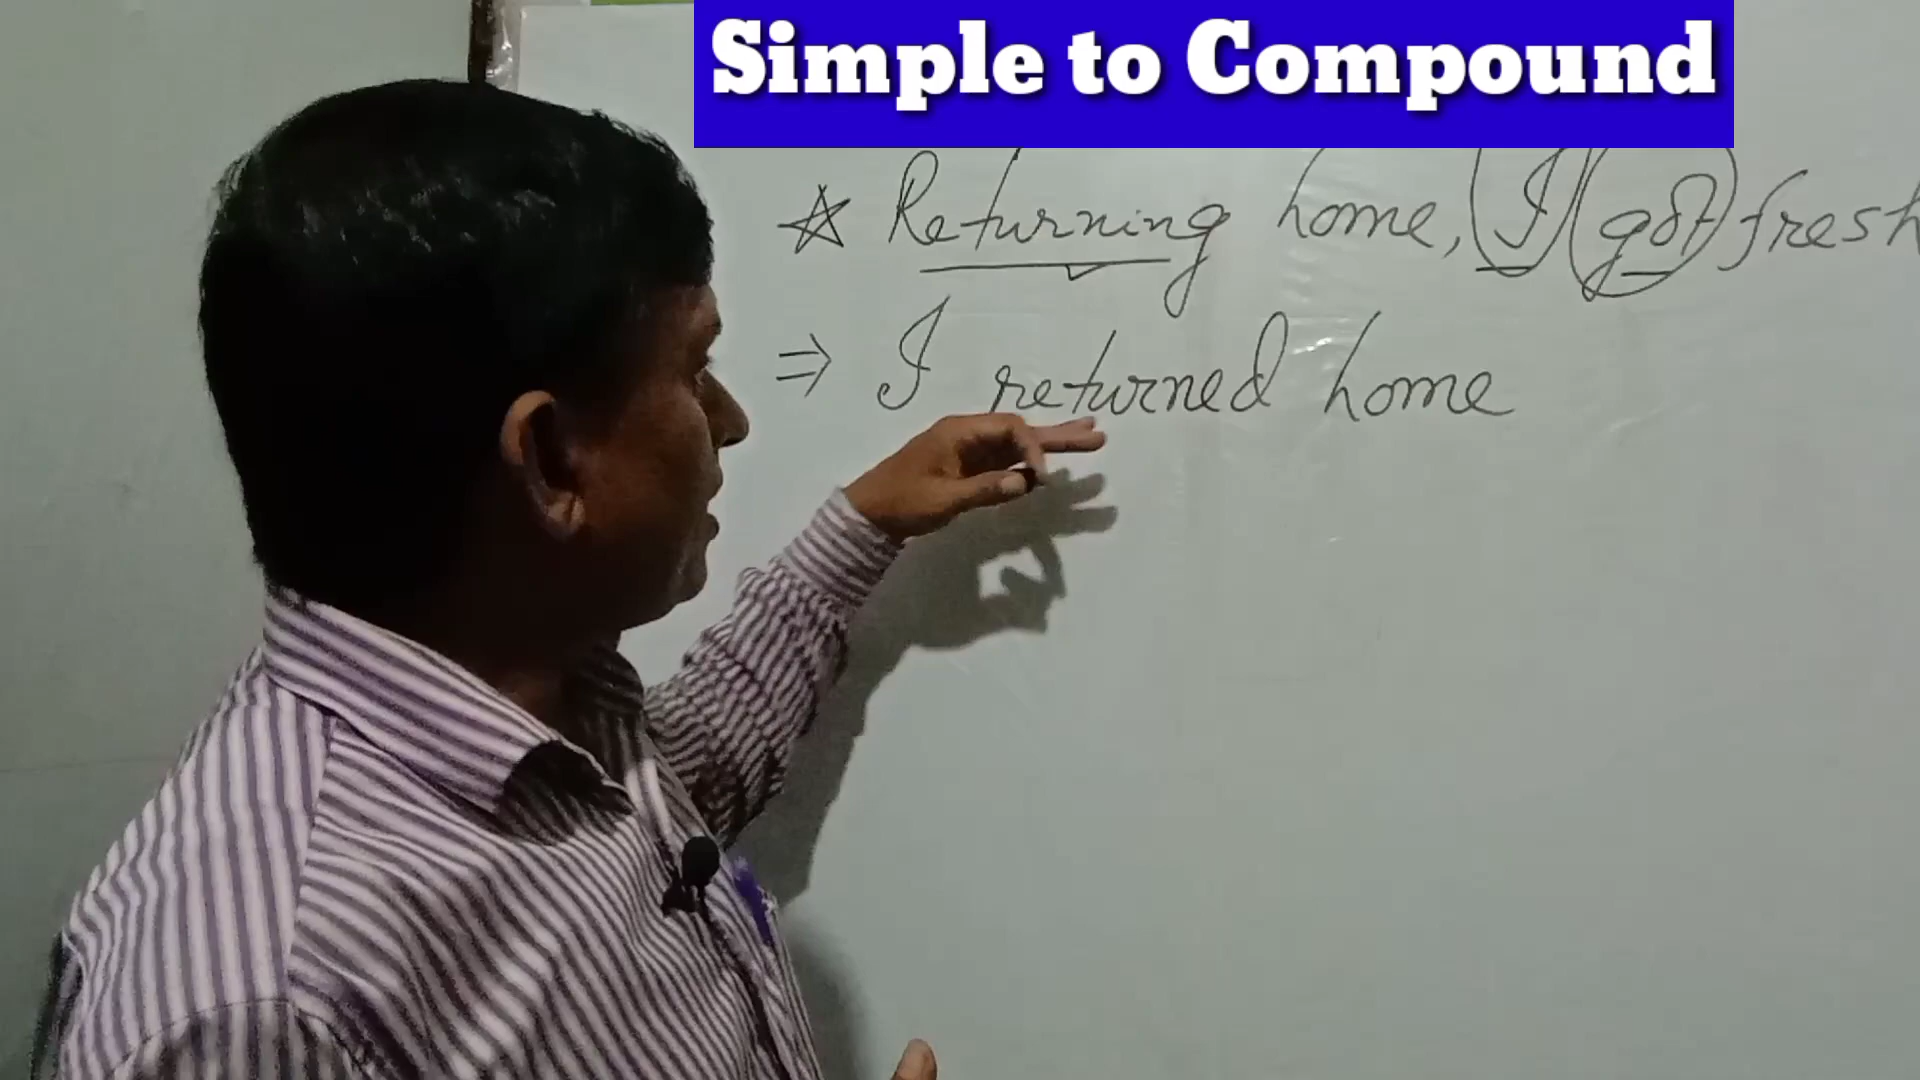 Simple to Compound
☆ Returning home, I got fresh
⇒ I returned home